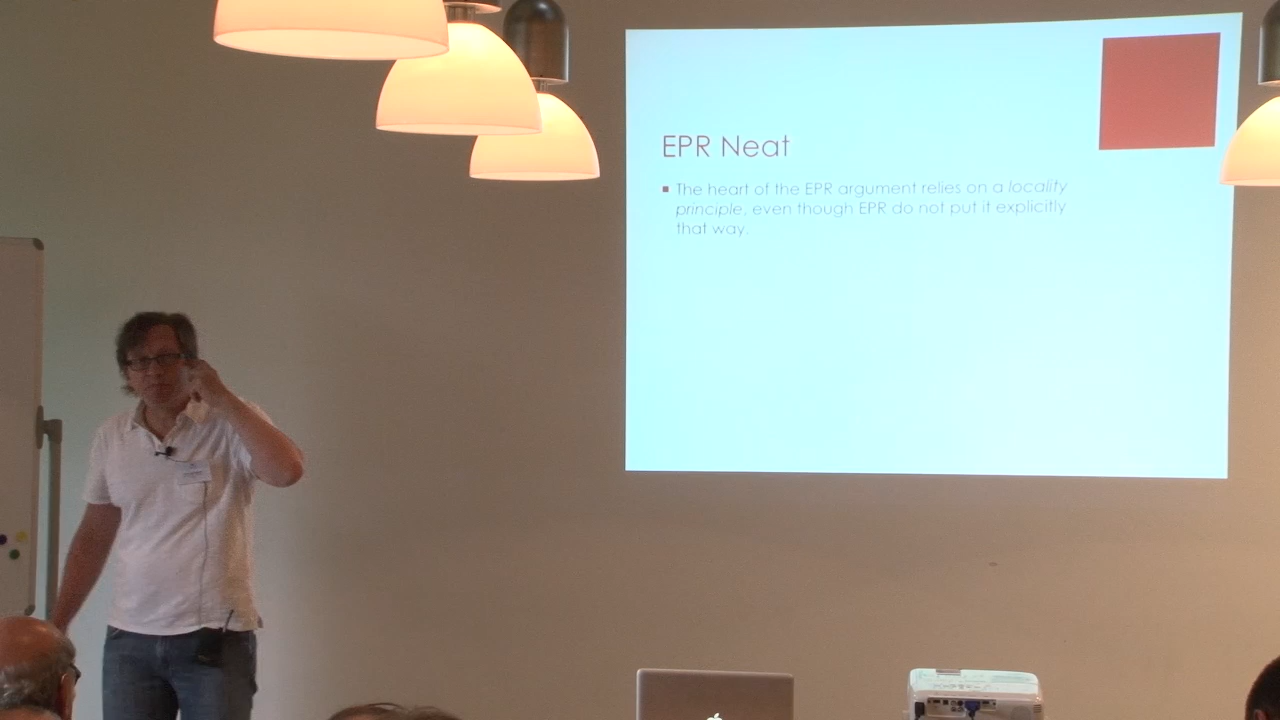 EPR Neat
The heart of the EPR argument relies on a locality
principle, even though EPR do not put it explicitly
that way.